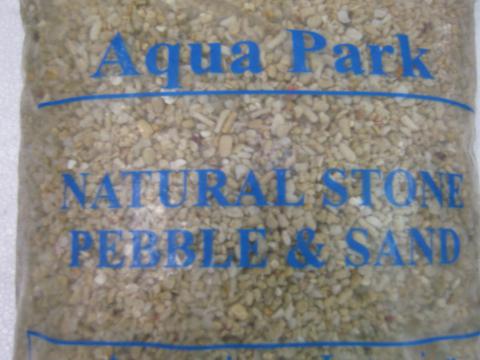 Aqua Park
NATURAL STONE
PEBBLE & SAND